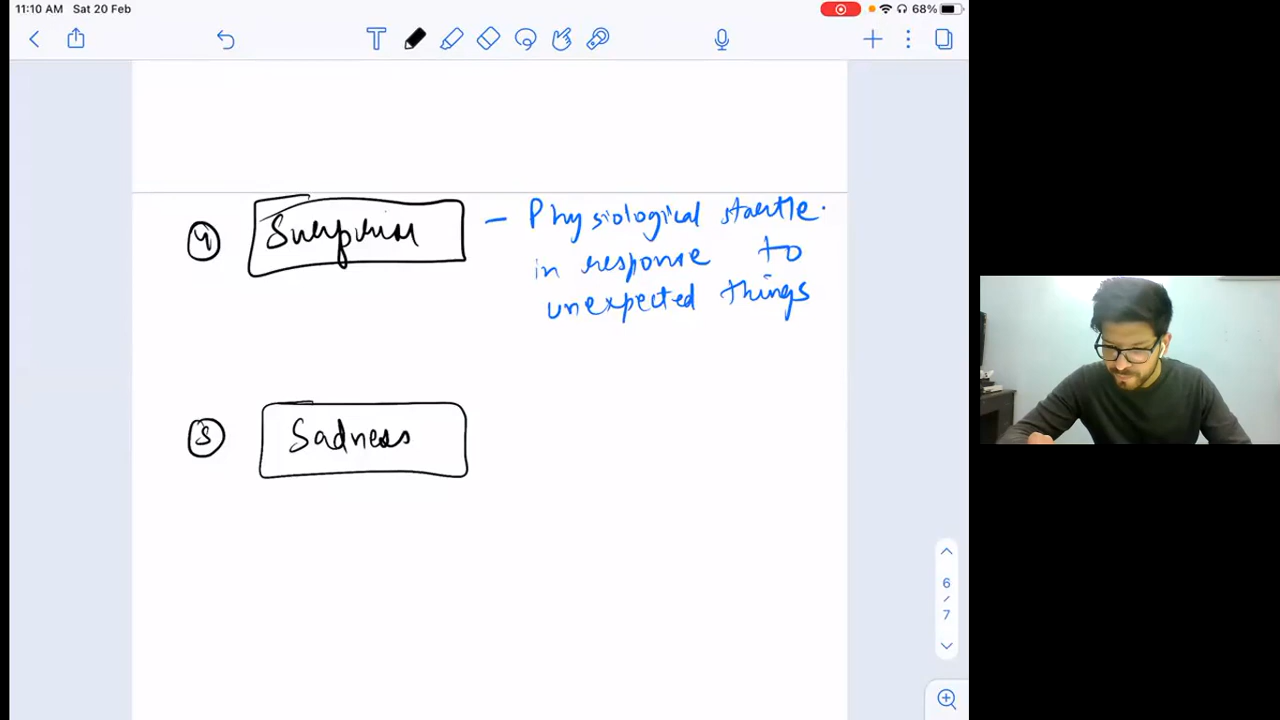 11:10 AM Sat 20 Feb
68%
T
4 Surprise - Physiological startle.
in response to
unexpected things
5 Sadness
6
/
7